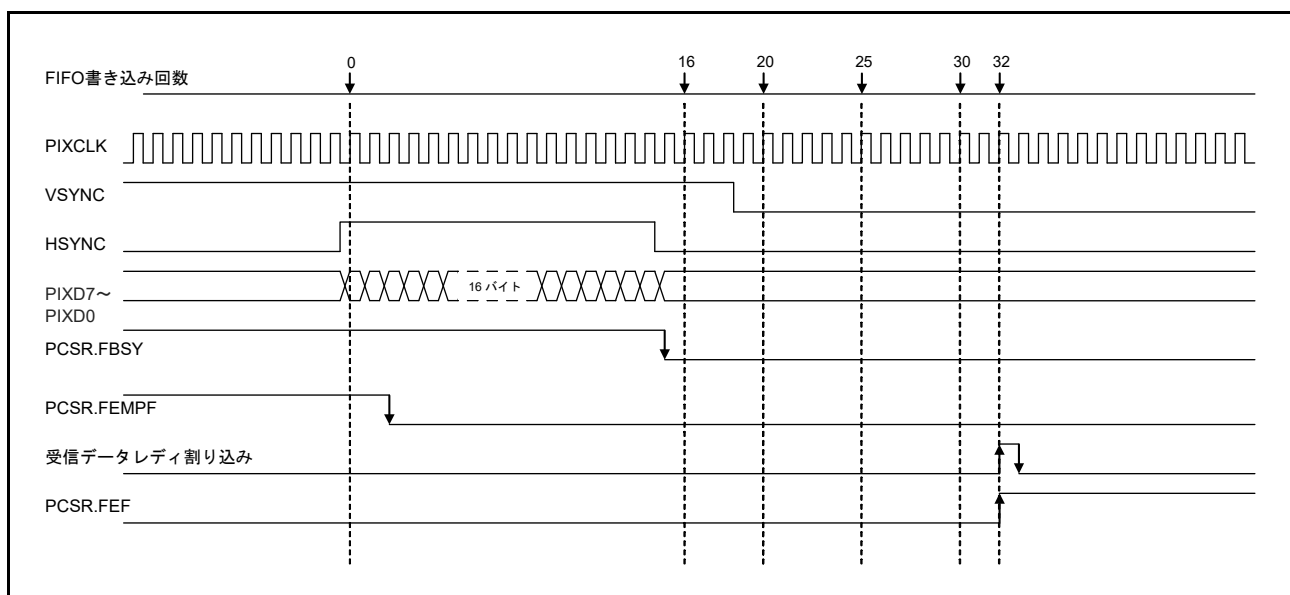 0 16 20 25 30 32
FIFO書き込み回数
PIXCLK
VSYNC
HSYNC
16 バイト
PIXD7～
PIXD0
PCSR.FBSY
PCSR.FEMPF
受信データレディ割り込み
PCSR.FEF